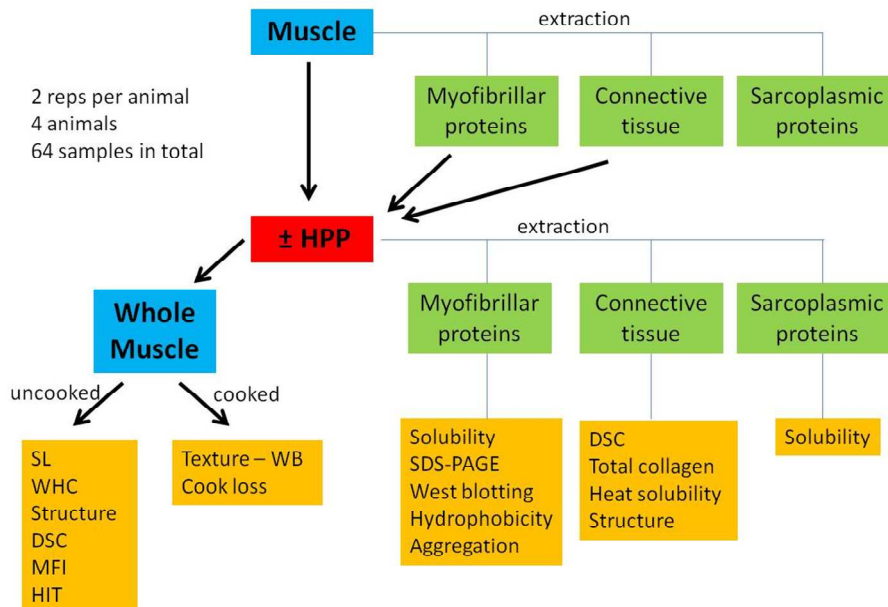 Muscle
extraction
2 reps per animal
4 animals
64 samples in total
Myofibrillar
proteins
Connective
tissue
Sarcoplasmic
proteins
± HPP
extraction
Whole
Muscle
Myofibrillar
proteins
Connective
tissue
Sarcoplasmic
proteins
uncooked
cooked
SL
WHC
Structure
DSC
MFI
HIT
Texture – WB
Cook loss
Solubility
SDS-PAGE
West blotting
Hydrophobicity
Aggregation
DSC
Total collagen
Heat solubility
Structure
Solubility